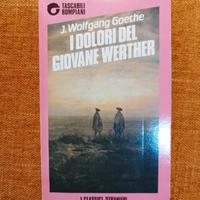 TASCABILI
BOMPIANI
J. Wolfgang Goethe
I DOLORI DEL
GIOVANE WERTHER
I CLASSICI STRANIERI